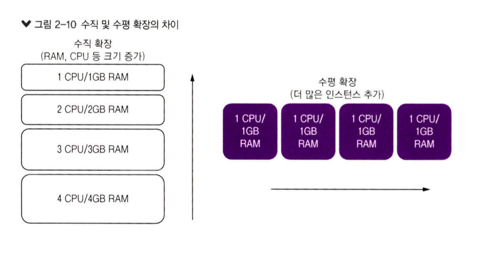 그림 2-10 수직 및 수평 확장의 차이
수직 확장
(RAM, CPU 등 크기 증가)
1 CPU/1GB RAM
2 CPU/2GB RAM
3 CPU/3GB RAM
4 CPU/4GB RAM
수평 확장
(더 많은 인스턴스 추가)
1 CPU/
1GB
RAM
1 CPU/
1GB
RAM
1 CPU/
1GB
RAM
1 CPU/
1GB
RAM